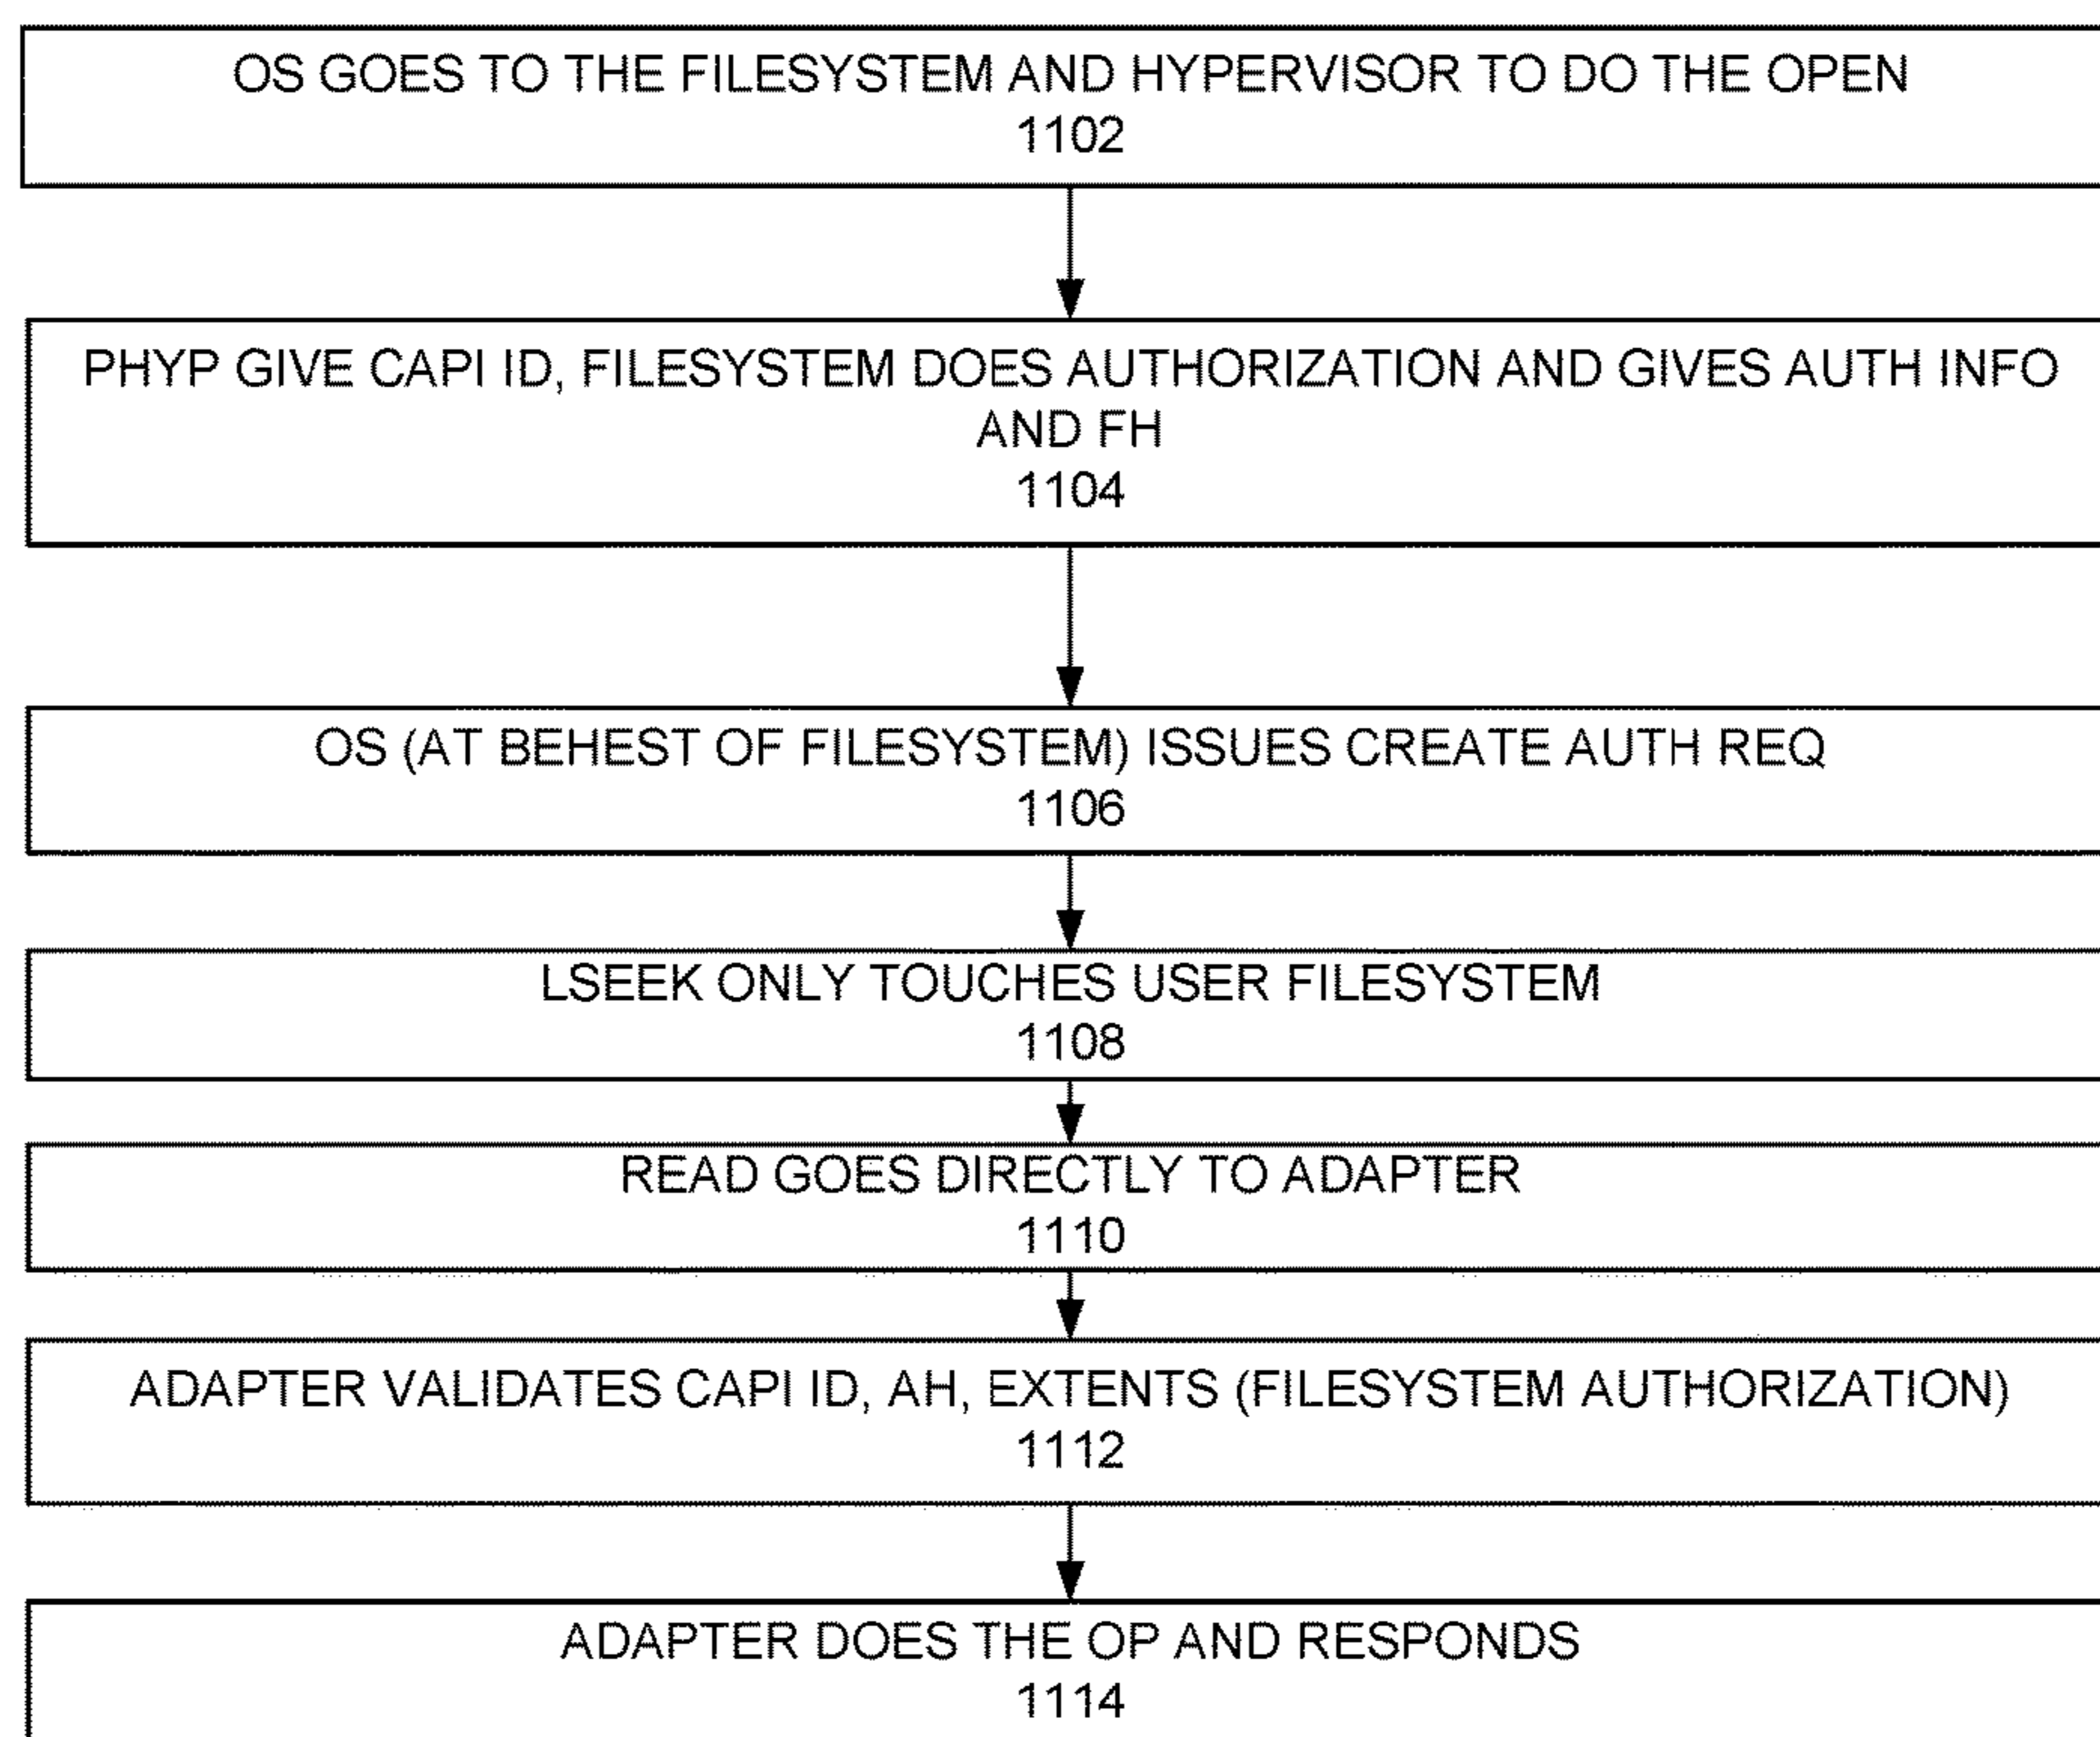 OS GOES TO THE FILESYSTEM AND HYPERVISOR TO DO THE OPEN
1102
PHYP GIVE CAPI ID, FILESYSTEM DOES AUTHORIZATION AND GIVES AUTH INFO
AND FH
1104
OS (AT BEHEST OF FILESYSTEM) ISSUES CREATE AUTH REQ
1106
LSEEK ONLY TOUCHES USER FILESYSTEM
1108
READ GOES DIRECTLY TO ADAPTER
1110
ADAPTER VALIDATES CAPI ID, AH, EXTENTS (FILESYSTEM AUTHORIZATION)
1112
ADAPTER DOES THE OP AND RESPONDS
1114